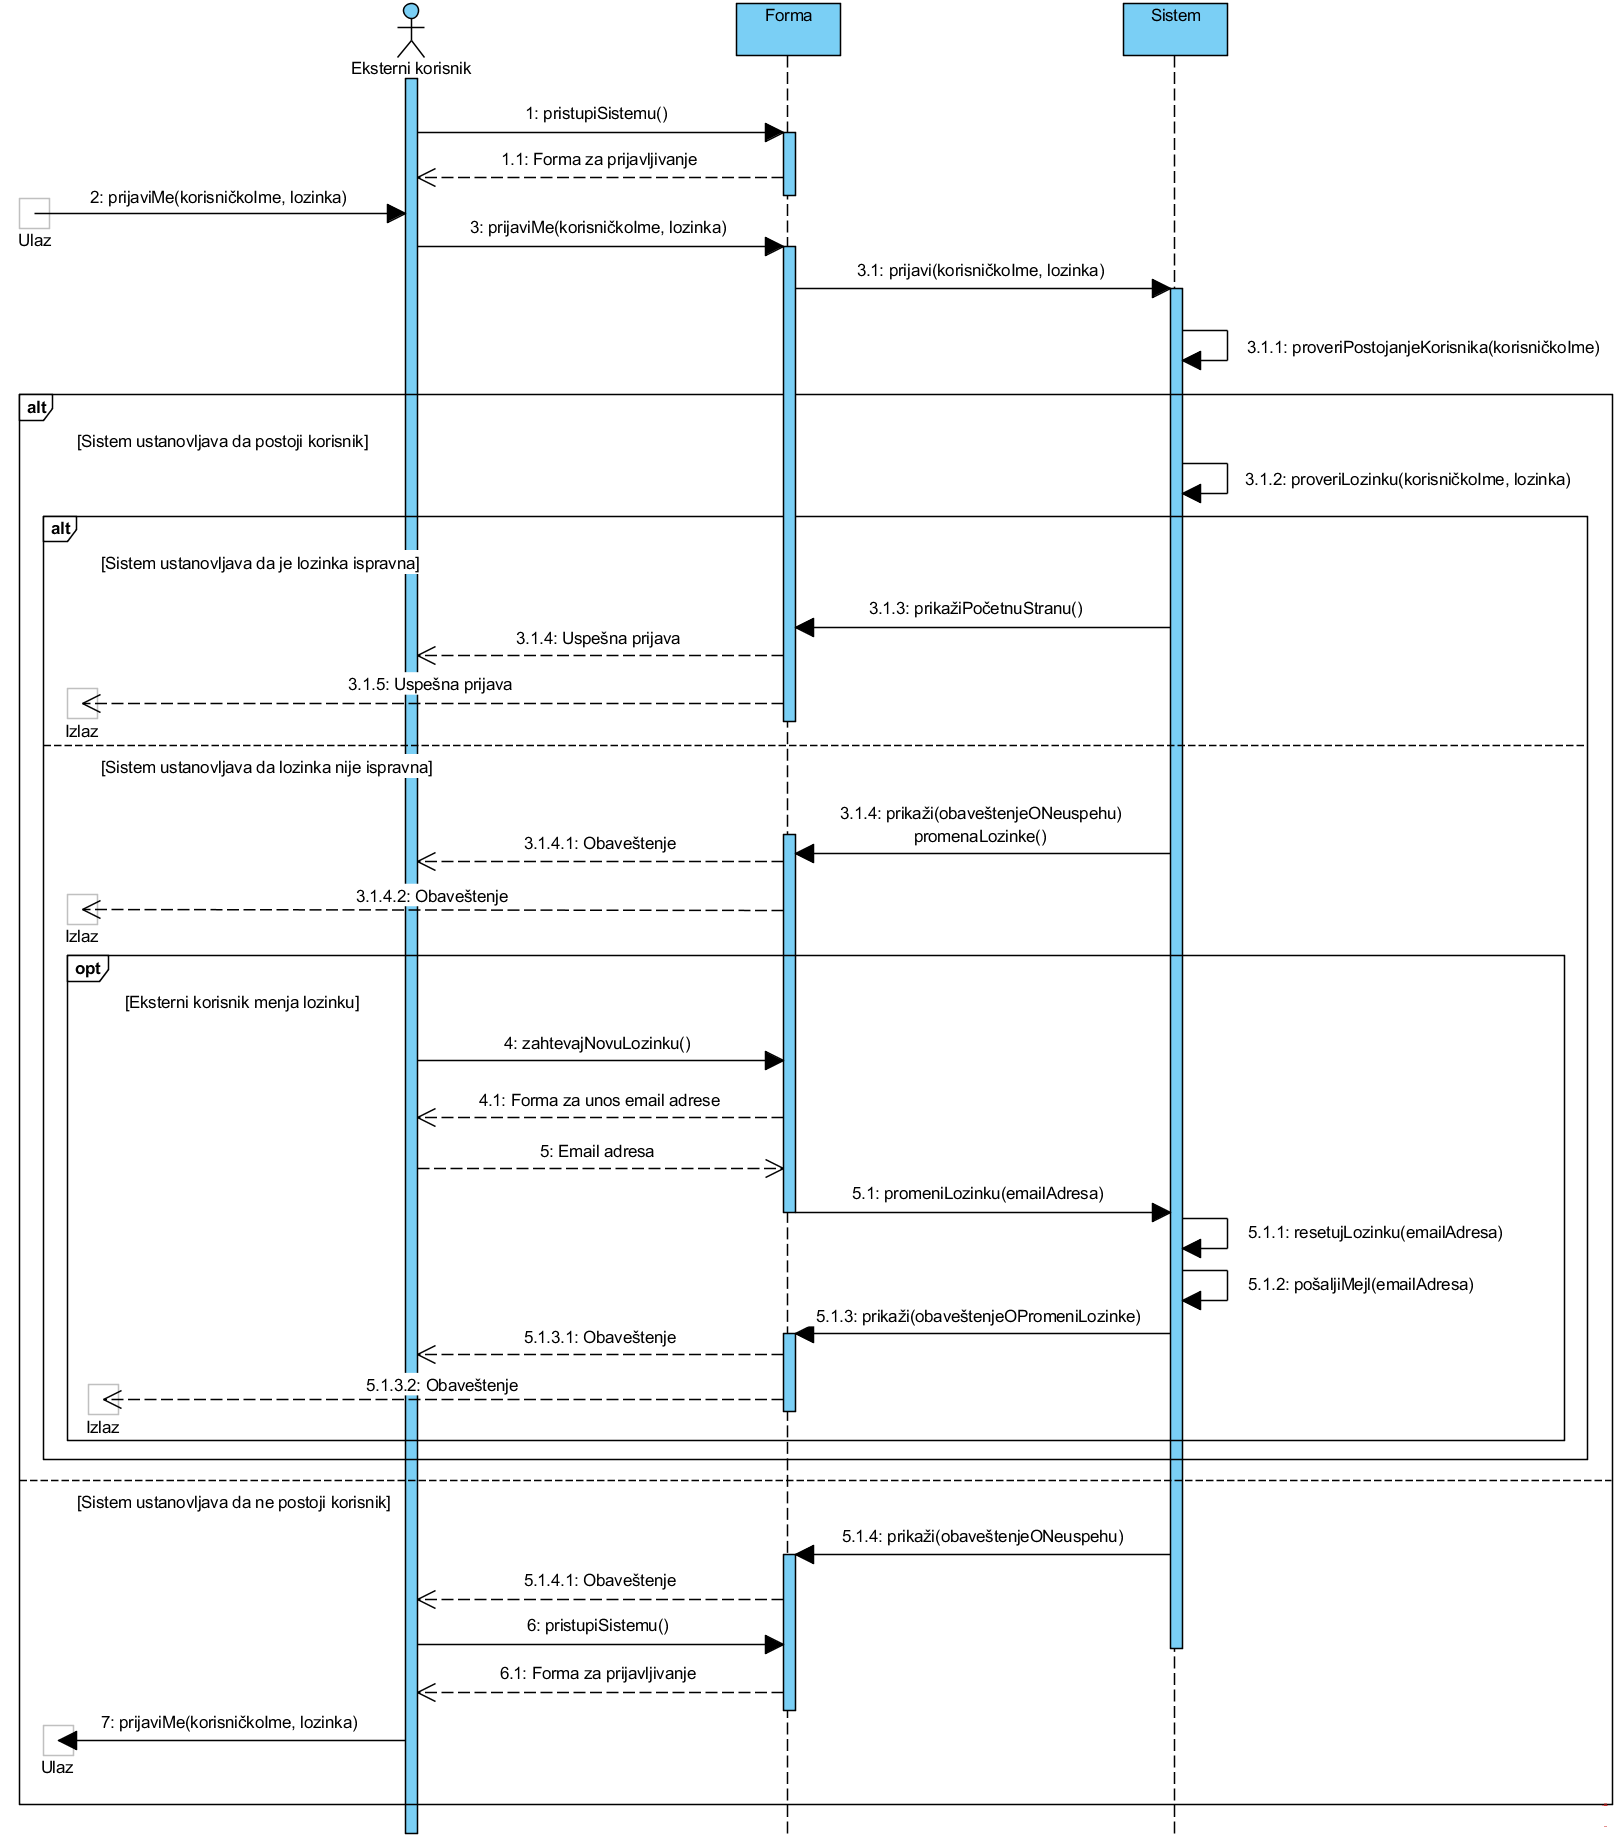 Forma
Sistem
Eksterni korisnik
1: pristupiSistemu()
1.1: Forma za prijavljivanje
2: prijaviMe(korisničkoIme, lozinka)
Ulaz
3: prijaviMe(korisničkoIme, lozinka)
3.1: prijavi(korisničkoIme, lozinka)
3.1.1: proveriPostojanjeKorisnika(korisničkoIme)
alt
[Sistem ustanovljava da postoji korisnik]
3.1.2: proveriLozinku(korisničkoIme, lozinka)
alt
[Sistem ustanovljava da je lozinka ispravna]
3.1.3: prikažiPočetnuStranu()
3.1.4: Uspešna prijava
3.1.5: Uspešna prijava
Izlaz
[Sistem ustanovljava da lozinka nije ispravna]
3.1.4: prikaži(obaveštenjeONeuspehu)
promenaLozinke()
3.1.4.1: Obaveštenje
3.1.4.2: Obaveštenje
Izlaz
opt
[Eksterni korisnik menja lozinku]
4: zahtevajNovuLozinku()
4.1: Forma za unos email adrese
5: Email adresa
5.1: promeniLozinku(emailAdresa)
5.1.1: resetujLozinku(emailAdresa)
5.1.2: pošaljiMejl(emailAdresa)
5.1.3: prikaži(obaveštenjeOPromeniLozinke)
5.1.3.1: Obaveštenje
5.1.3.2: Obaveštenje
Izlaz
[Sistem ustanovljava da ne postoji korisnik]
5.1.4: prikaži(obaveštenjeONeuspehu)
5.1.4.1: Obaveštenje
6: pristupiSistemu()
6.1: Forma za prijavljivanje
7: prijaviMe(korisničkoIme, lozinka)
Ulaz